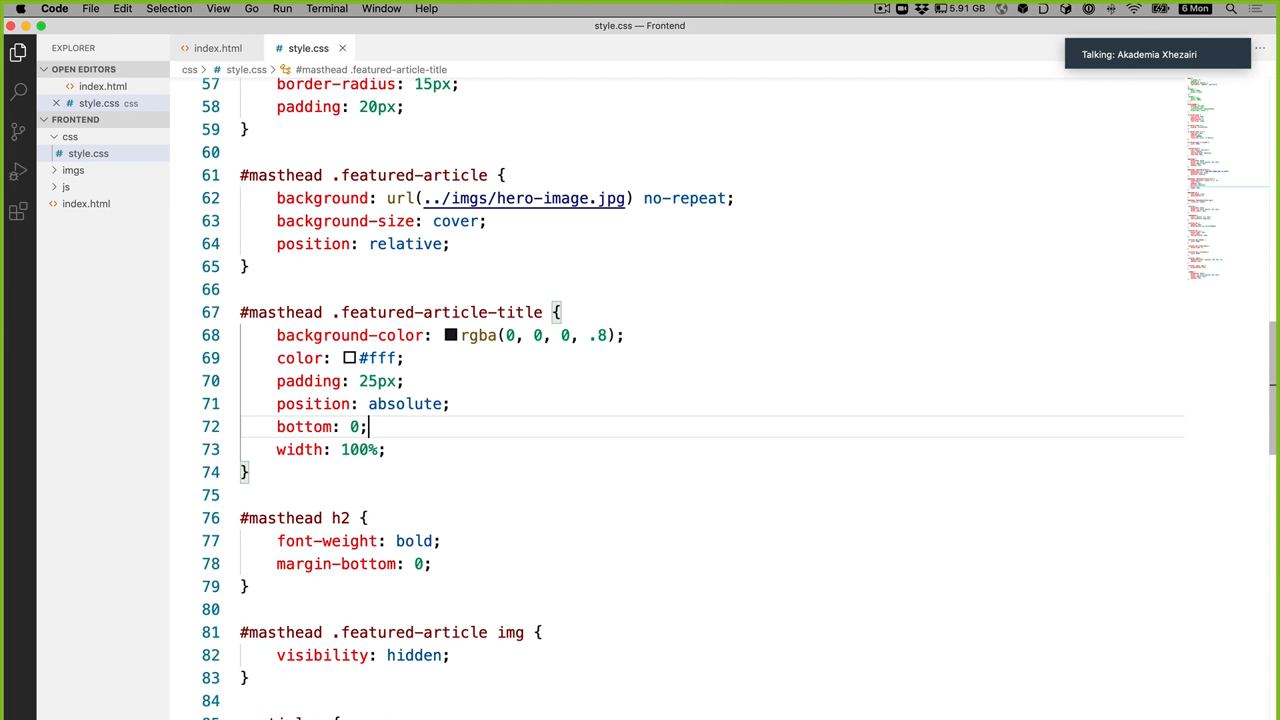 Code File Edit Selection View Go Run Terminal Window Help 5.91 GB 6 Mon
style.css — Frontend
EXPLORER
index.html
style.css
Talking: Akademia Xhezairi
OPEN EDITORS
css > style.css > #masthead .featured-article-title
index.html
style.css css
FRONTEND
css
style.css
imgs
js
index.html
57 border-radius: 15px;
58 padding: 20px;
59 }
60
61 #masthead .featured-article {
62 background: url(../imgs/hero-image.jpg) no-repeat;
63 background-size: cover;
64 position: relative;
65 }
66
67 #masthead .featured-article-title {
68 background-color: rgba(0, 0, 0, .8);
69 color: #fff;
70 padding: 25px;
71 position: absolute;
72 bottom: 0;
73 width: 100%;
74 }
75
76 #masthead h2 {
77 font-weight: bold;
78 margin-bottom: 0;
79 }
80
81 #masthead .featured-article img {
82 visibility: hidden;
83 }
84